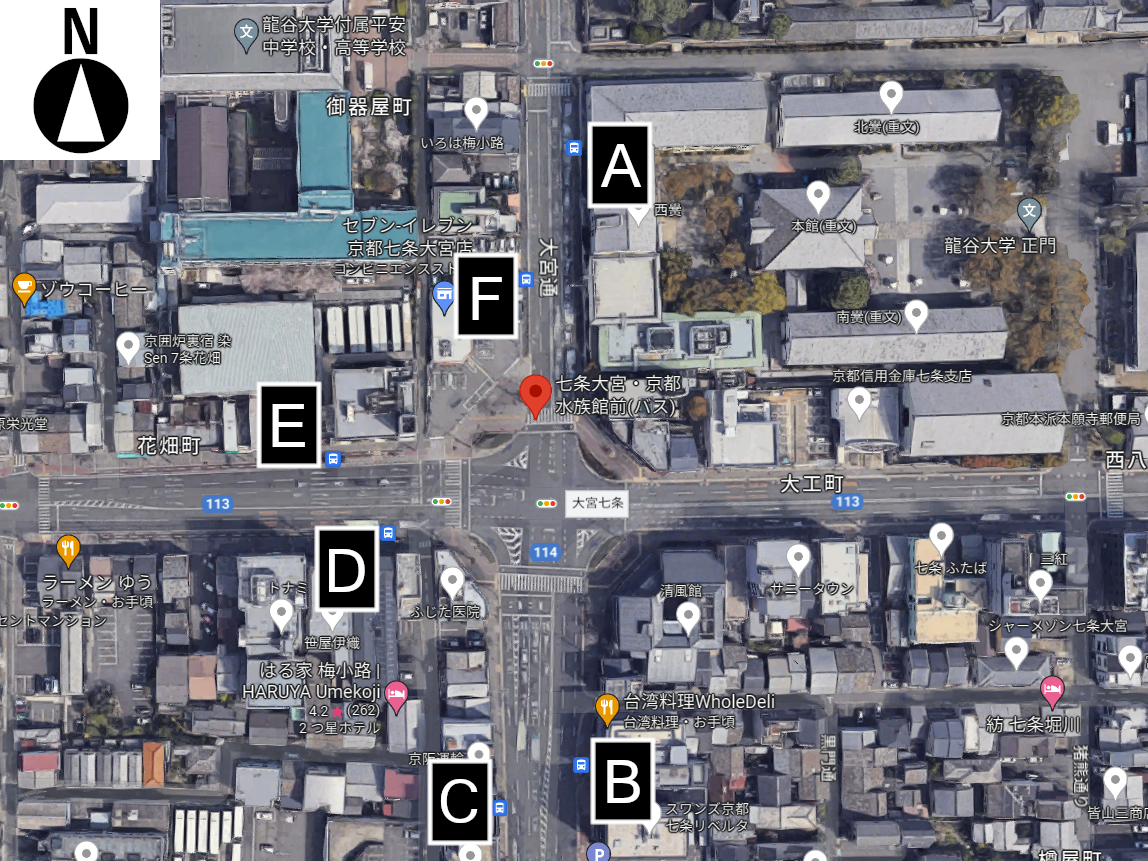 N
龍谷大学付属平安
中学校・高等学校
御器屋町
いろは梅小路
北黌(重文)
A
西黌
本館(重文)
龍谷大学 正門
セブン-イレブン
京都七条大宮店
コンビニエンススト
大宮通
F
ゾウコーヒー
京囲炉裏宿 染
Sen 7条花畑
南黌(重文)
京都信用金庫七条支店
七条大宮・京都
水族館前(バス)
京都本派本願寺郵便局
原栄光堂
E
花畑町
西八
大工町
113
大宮七条
113
114
D
ラーメン ゆう
ラーメン・お手頃
セントマンション
トナミ
笹屋伊織
ふじた医院
清風館
サニータウン
七条 ふたば
三紅
シャーメゾン七条大宮
はる家 梅小路 |
HARUYA Umekoji
4.2 ★ (262)
2 つ星ホテル
台湾料理WholeDeli
台湾料理・お手頃
紡 七条堀川
黒門通
猪熊通り
京阪運輸
C
B
スワンズ京都
七条リベルタ
皆山三商店
P
樽屋町